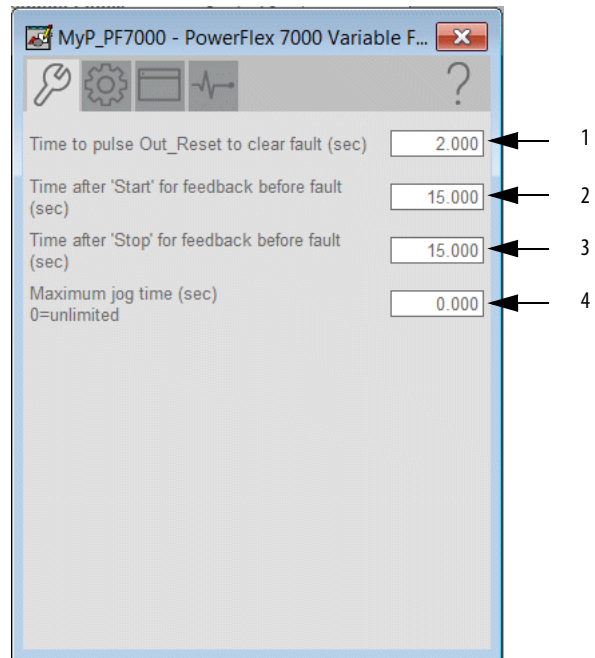 MyP_PF7000 - PowerFlex 7000 Variable F...
?
Time to pulse Out_Reset to clear fault (sec) 2.000 1
Time after 'Start' for feedback before fault
(sec) 15.000 2
Time after 'Stop' for feedback before fault
(sec) 15.000 3
Maximum jog time (sec)
0=unlimited 0.000 4